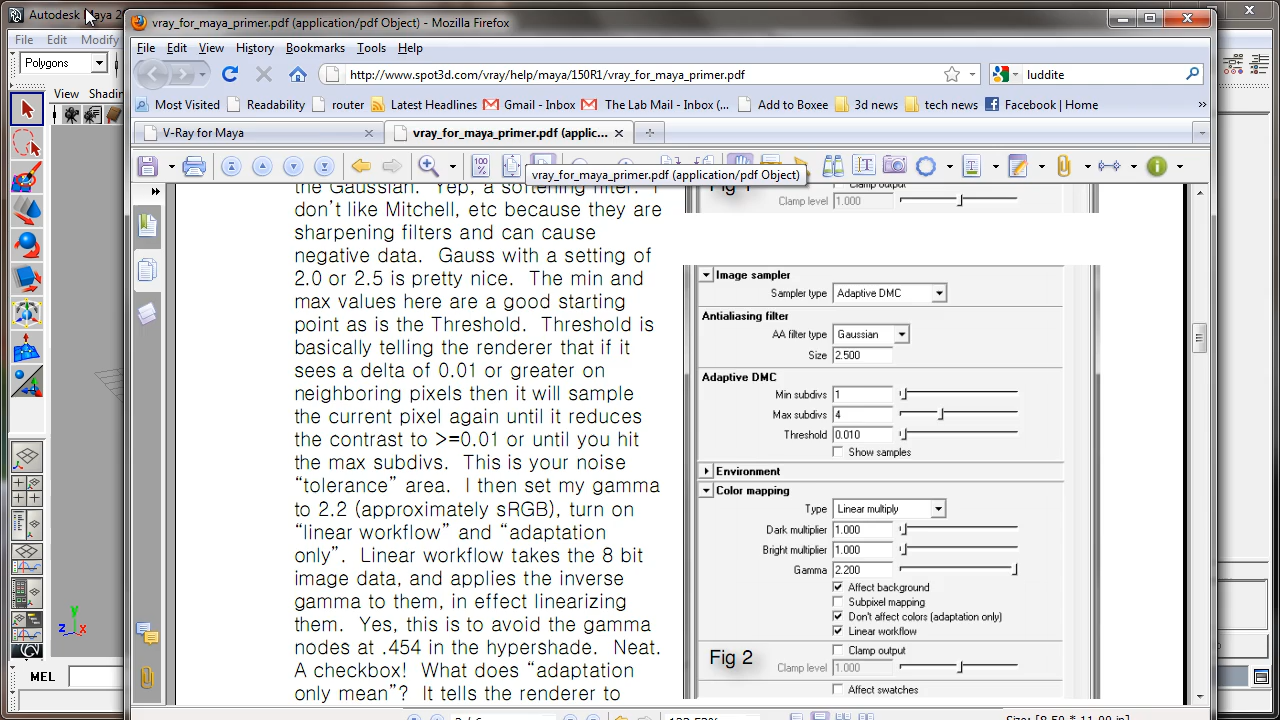 Autodesk Maya 2
vray_for_maya_primer.pdf (application/pdf Object) - Mozilla Firefox
File Edit Modify
File Edit View History Bookmarks Tools Help
Polygons
http://www.spot3d.com/vray/help/maya/150R1/vray_for_maya_primer.pdf
luddite
View Shadin
Most Visited Readability router Latest Headlines Gmail - Inbox The Lab Mail - Inbox (... Add to Boxee 3d news tech news Facebook | Home »
V-Ray for Maya
vray_for_maya_primer.pdf (applic...
vray_for_maya_primer.pdf (application/pdf Object)
the Gaussian. Yep, a softening filter. I
don't like Mitchell, etc because they are
sharpening filters and can cause
negative data. Gauss with a setting of
2.0 or 2.5 is pretty nice. The min and
max values here are a good starting
point as is the Threshold. Threshold is
basically telling the renderer that if it
sees a delta of 0.01 or greater on
neighboring pixels then it will sample
the current pixel again until it reduces
the contrast to >=0.01 or until you hit
the max subdivs. This is your noise
“tolerance” area. I then set my gamma
to 2.2 (approximately sRGB), turn on
“linear workflow” and “adaptation
only”. Linear workflow takes the 8 bit
image data, and applies the inverse
gamma to them, in effect linearizing
them. Yes, this is to avoid the gamma
nodes at .454 in the hypershade. Neat.
A checkbox! What does “adaptation
only mean”? It tells the renderer to
Fig 1
Clamp output
Clamp level 1.000
Image sampler
Sampler type Adaptive DMC
Antialiasing filter
AA filter type Gaussian
Size 2.500
Adaptive DMC
Min subdivs 1
Max subdivs 4
Threshold 0.010
Show samples
Environment
Color mapping
Type Linear multiply
Dark multiplier 1.000
Bright multiplier 1.000
Gamma 2.200
Affect background
Subpixel mapping
Don't affect colors (adaptation only)
Linear workflow
Clamp output
Fig 2
Clamp level 1.000
Affect swatches
MEL